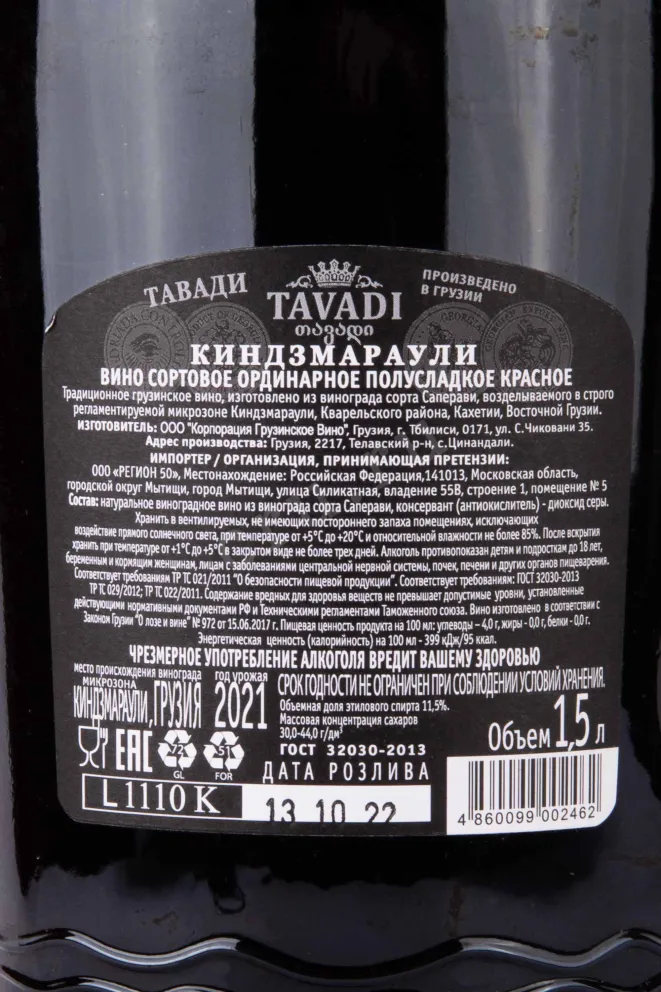 ТАВАДИ
TAVADI
თავადი
ПРОИЗВЕДЕНО
В ГРУЗИИ
КИНДЗМАРАУЛИ
ВИНО СОРТОВОЕ ОРДИНАРНОЕ ПОЛУСЛАДКОЕ КРАСНОЕ
Традиционное грузинское вино, изготовлено из винограда сорта Саперави, возделываемого в строго
регламентируемой микрозоне Киндзмараули, Кварельского района, Кахетии, Восточной Грузии.
ИЗГОТОВИТЕЛЬ: ООО "Корпорация Грузинское Вино", Грузия, г. Тбилиси, 0171, ул. С.Чиковани 35.
Адрес производства: Грузия, 2217, Телавский р-н, с.Цинандали.
ИМПОРТЕР / ОРГАНИЗАЦИЯ, ПРИНИМАЮЩАЯ ПРЕТЕНЗИИ:
ООО «РЕГИОН 50», Местонахождение: Российская Федерация,141013, Московская область,
городской округ Мытищи, город Мытищи, улица Силикатная, владение 55В, строение 1, помещение № 5
Состав: натуральное виноградное вино из винограда сорта Саперави, консервант (антиокислитель) - диоксид серы.
Хранить в вентилируемых, не имеющих постороннего запаха помещениях, исключающих
воздействие прямого солнечного света, при температуре от +5°С до +20°С и относительной влажности не более 85%. После вскрытия
хранить при температуре от +1°С до +5°С в закрытом виде не более трех дней. Алкоголь противопоказан детям и подросткам до 18 лет,
беременным и кормящим женщинам, лицам с заболеваниями центральной нервной системы, почек, печени и других органов пищеварения.
Соответствует требованиям ТР ТС 021/2011 "О безопасности пищевой продукции". Соответствует требованиям: ГОСТ 32030-2013
ТР ТС 029/2012; ТР ТС 022/2011. Содержание вредных для здоровья веществ не превышает допустимые уровни, установленные
действующими нормативными документами РФ и Техническими регламентами Таможенного союза. Вино изготовлено в соответствии с
Законом Грузии "О лозе и вине" № 972 от 15.06.2017 г. Пищевая ценность продукта на 100 мл: углеводы – 4,0 г, жиры - 0,0 г, белки - 0,0 г.
Энергетическая ценность (калорийность) на 100 мл - 399 кДж/95 ккал.
ЧРЕЗМЕРНОЕ УПОТРЕБЛЕНИЕ АЛКОГОЛЯ ВРЕДИТ ВАШЕМУ ЗДОРОВЬЮ
место происхождения винограда
МИКРОЗОНА
КИНДЗМАРАУЛИ, ГРУЗИЯ
год урожая
2021
СРОК ГОДНОСТИ НЕ ОГРАНИЧЕН ПРИ СОБЛЮДЕНИИ УСЛОВИЙ ХРАНЕНИЯ.
Объемная доля этилового спирта 11,5%.
Массовая концентрация сахаров
30,0-44,0 г/дм³
ГОСТ 32030-2013
Объем 1,5 л
EAC
72
GL
51
FOR
ДАТА РОЗЛИВА
L 1110 K
13 10 22
4 860099 002462